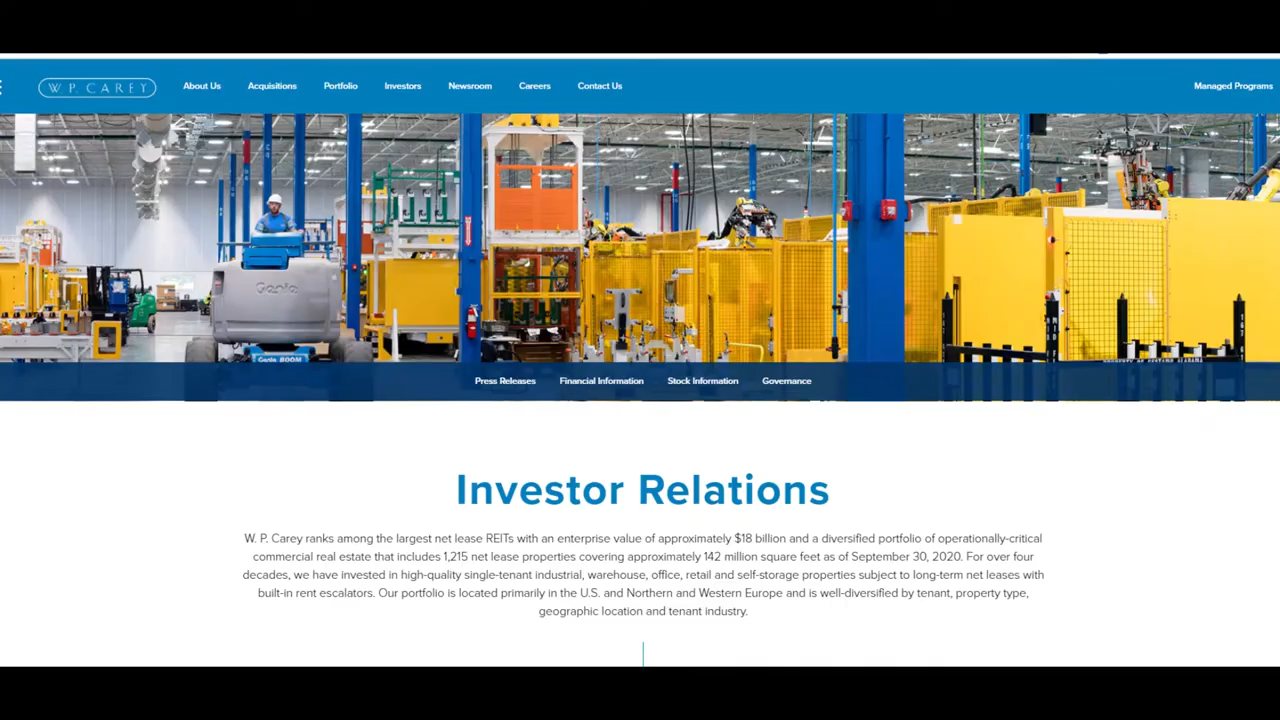 W. P. CAREY
About Us
Acquisitions
Portfolio
Investors
Newsroom
Careers
Contact Us
Managed Programs
Genie
Genie BOOM
Press Releases
Financial Information
Stock Information
Governance
Investor Relations
W. P. Carey ranks among the largest net lease REITs with an enterprise value of approximately $18 billion and a diversified portfolio of operationally-critical
commercial real estate that includes 1,215 net lease properties covering approximately 142 million square feet as of September 30, 2020. For over four
decades, we have invested in high-quality single-tenant industrial, warehouse, office, retail and self-storage properties subject to long-term net leases with
built-in rent escalators. Our portfolio is located primarily in the U.S. and Northern and Western Europe and is well-diversified by tenant, property type,
geographic location and tenant industry.